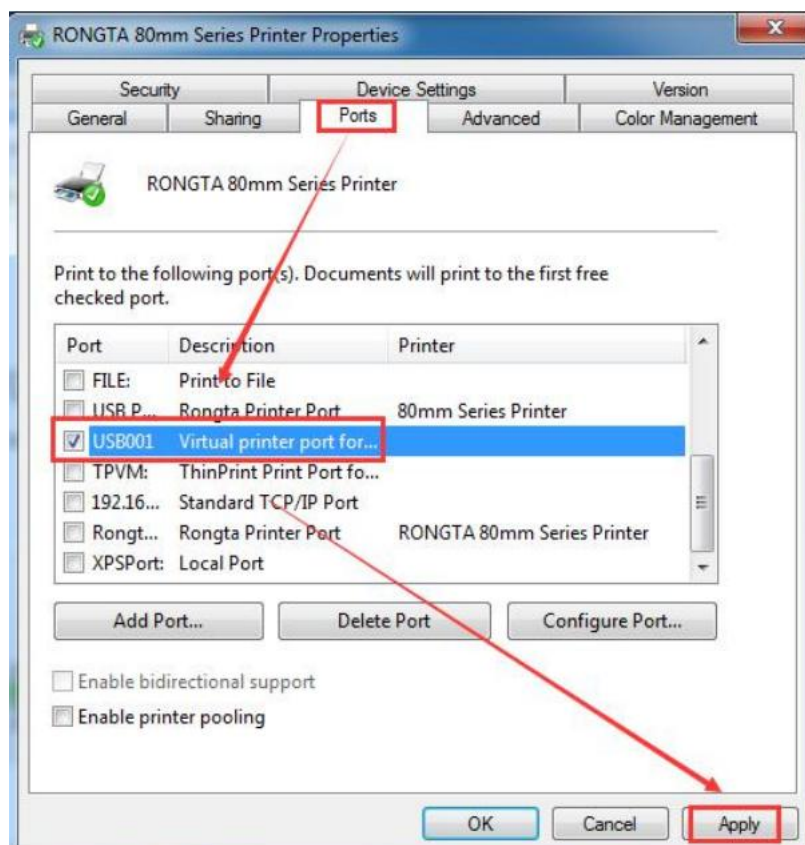 RONGTA 80mm Series Printer Properties
Security Device Settings Version
General Sharing Ports Advanced Color Management
RONGTA 80mm Series Printer
Print to the following port(s). Documents will print to the first free
checked port.
Port Description Printer
FILE: Print to File
USB P... Rongta Printer Port 80mm Series Printer
USB001 Virtual printer port for...
TPVM: ThinPrint Print Port fo...
192.16... Standard TCP/IP Port
Rongt... Rongta Printer Port RONGTA 80mm Series Printer
XPSPort: Local Port
Add Port... Delete Port Configure Port...
Enable bidirectional support
Enable printer pooling
OK Cancel Apply